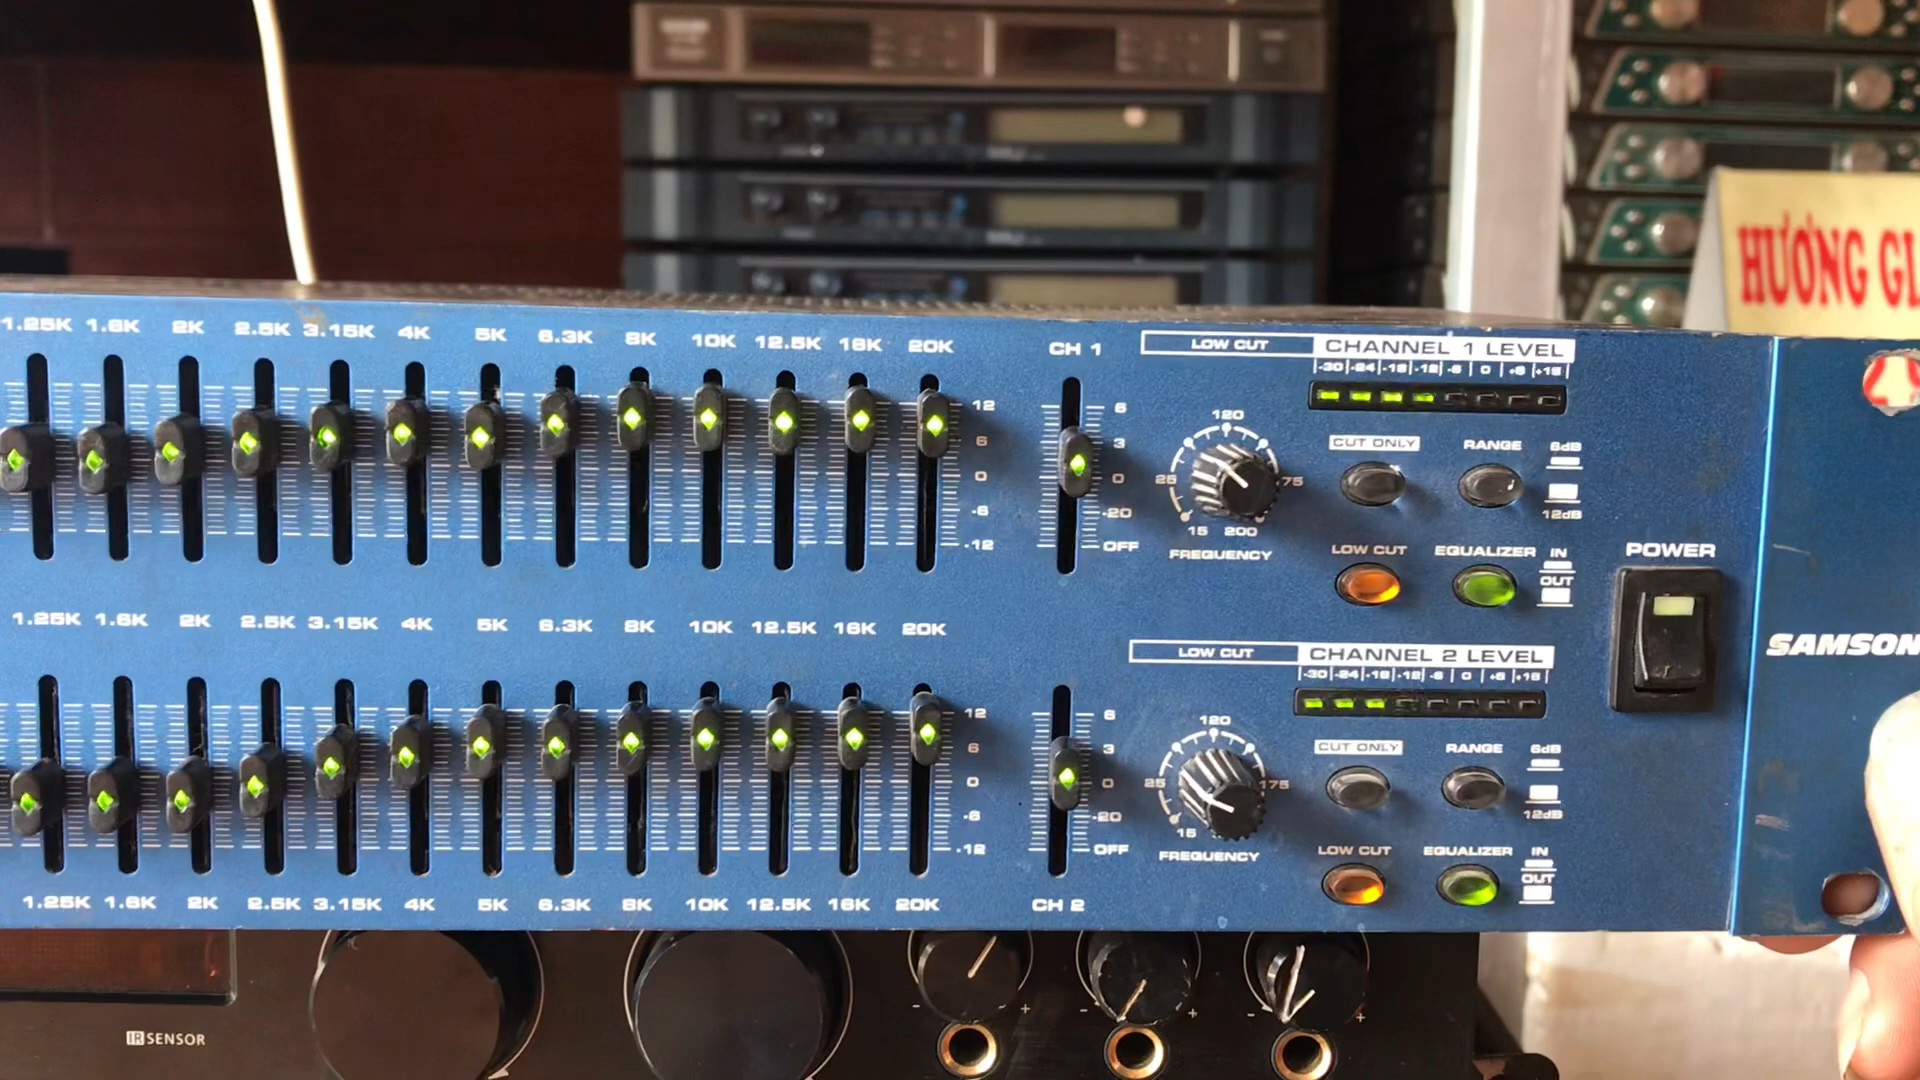 HƯƠNG GI
1.25K 1.6K 2K 2.5K 3.15K 4K 5K 6.3K 8K 10K 12.5K 16K 20K
CH 1
LOW CUT CHANNEL 1 LEVEL
-30 -24 -18 -12 -6 0 +6 +18
12
6
0
-6
-12
6
3
0
-20
OFF
120
25 175
15 200
FREQUENCY
CUT ONLY RANGE 6dB
12dB
LOW CUT EQUALIZER IN
OUT
POWER
SAMSON
1.25K 1.6K 2K 2.5K 3.15K 4K 5K 6.3K 8K 10K 12.5K 16K 20K
LOW CUT CHANNEL 2 LEVEL
-30 -24 -18 -12 -6 0 +6 +18
12
6
0
-6
-12
6
3
0
-20
OFF
120
25 175
15
FREQUENCY
CUT ONLY RANGE 6dB
12dB
LOW CUT EQUALIZER IN
OUT
1.25K 1.6K 2K 2.5K 3.15K 4K 5K 6.3K 8K 10K 12.5K 16K 20K
CH 2
- + - + - +
IR SENSOR